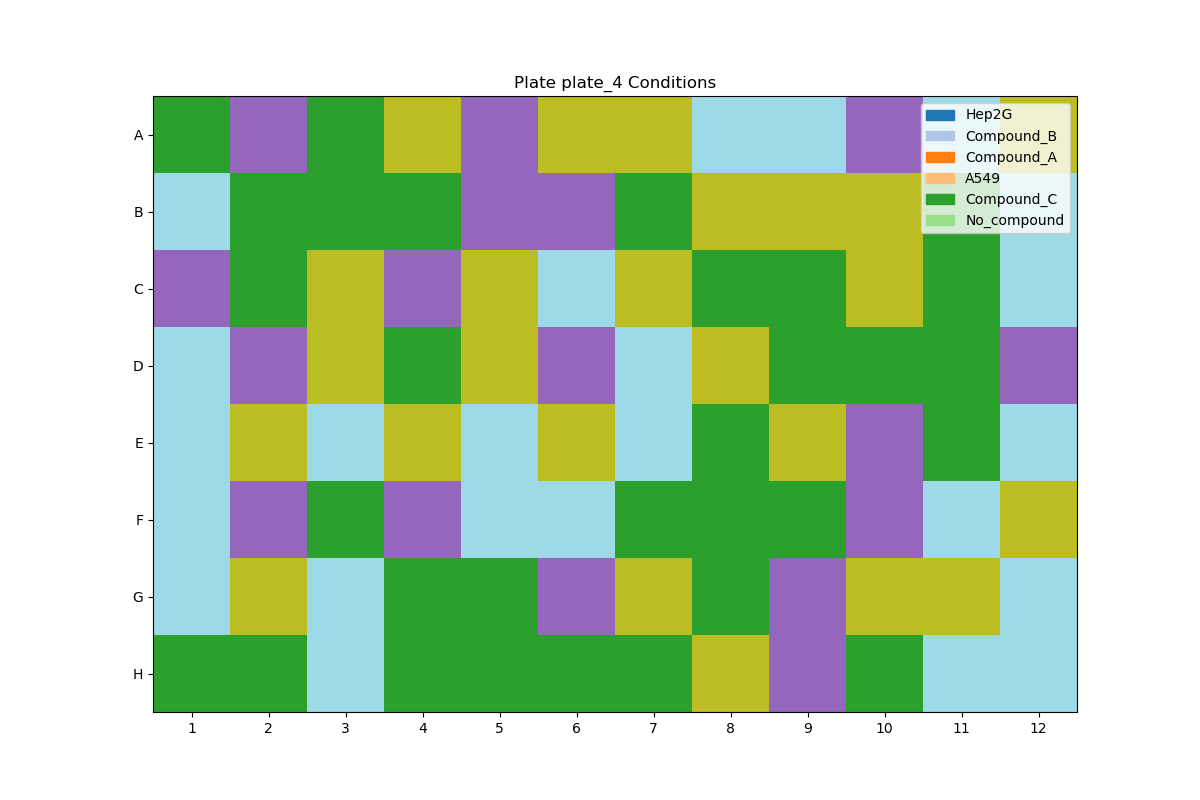 Plate plate_4 Conditions
Hep2G
Compound_B
Compound_A
A549
Compound_C
No_compound
A
B
C
D
E
F
G
H
1 2 3 4 5 6 7 8 9 10 11 12